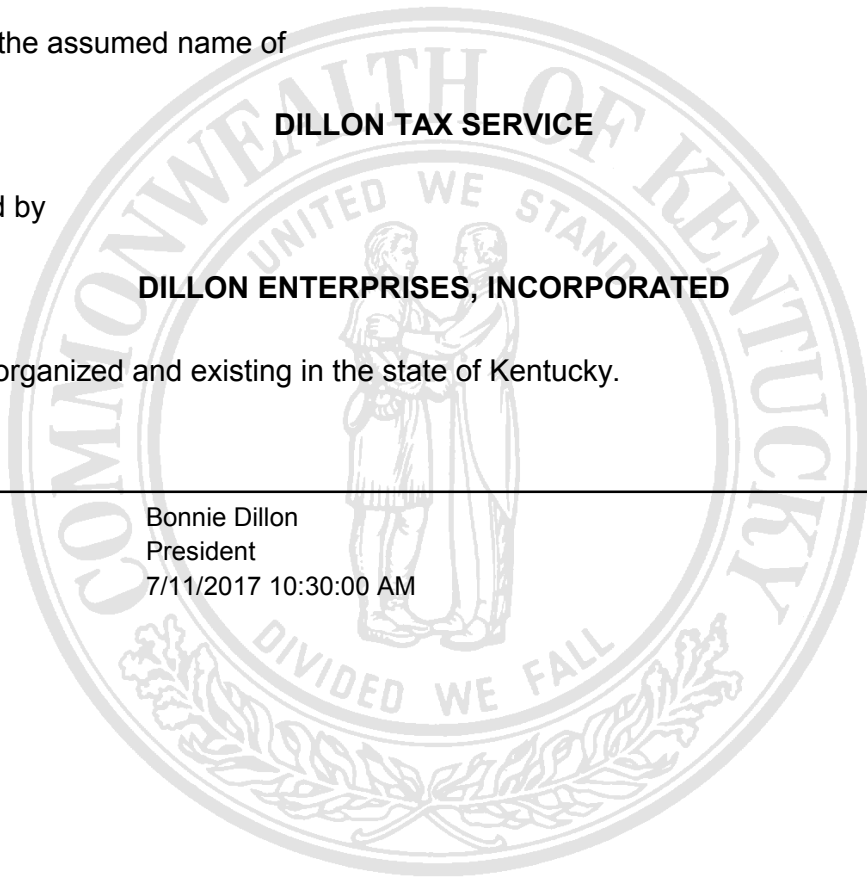 the assumed name of
DILLON TAX SERVICE
d by
DILLON ENTERPRISES, INCORPORATED
organized and existing in the state of Kentucky.
Bonnie Dillon
President
7/11/2017 10:30:00 AM
COMMONWEALTH OF KENTUCKY
UNITED WE STAND
DIVIDED WE FALL